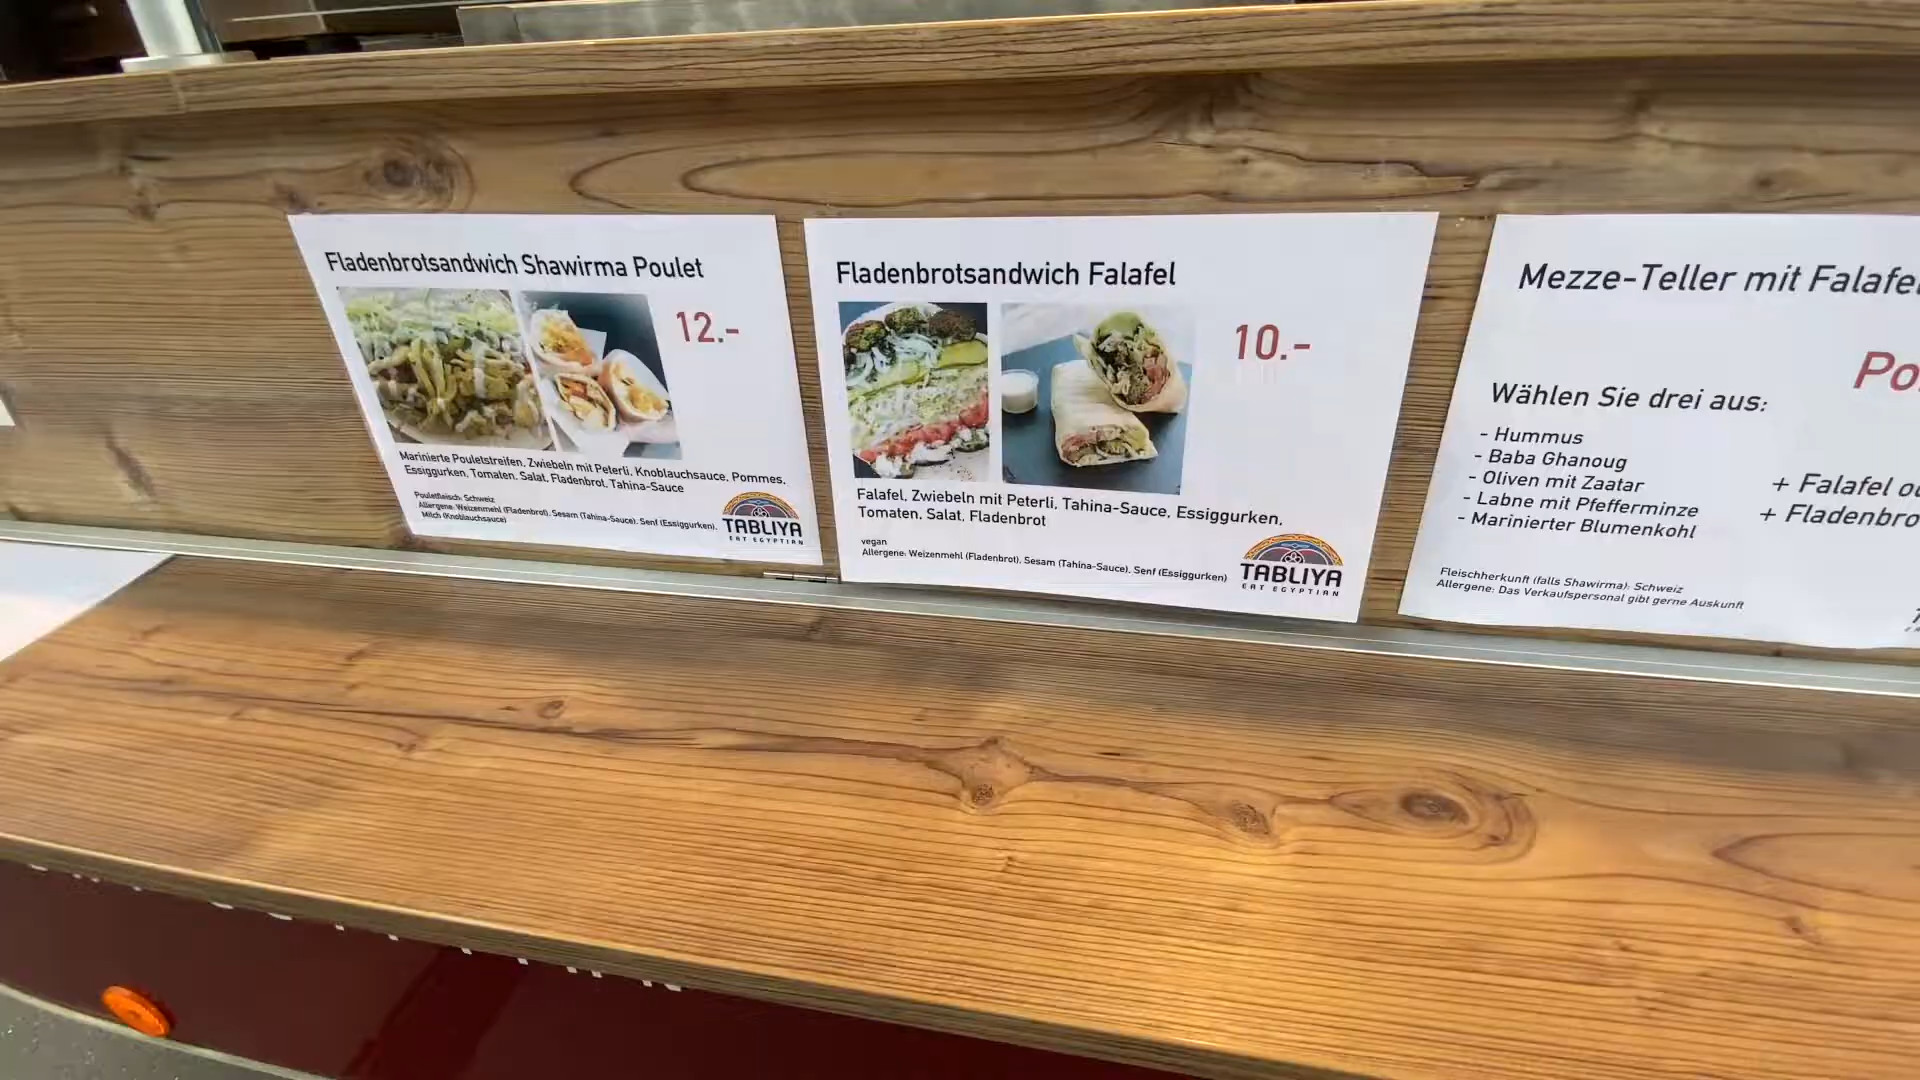 Fladenbrotsandwich Shawirma Poulet
12.-
Marinierte Pouletstreifen, Zwiebeln mit Peterli, Knoblauchsauce, Pommes,
Essiggurken, Tomaten, Salat, Fladenbrot, Tahina-Sauce
Pouletfleisch: Schweiz
Allergene: Weizenmehl (Fladenbrot), Sesam (Tahina-Sauce), Senf (Essiggurken),
Milch (Knoblauchsauce)
TABLIYA
EAT EGYPTIAN
Fladenbrotsandwich Falafel
10.-
Falafel, Zwiebeln mit Peterli, Tahina-Sauce, Essiggurken,
Tomaten, Salat, Fladenbrot
vegan
Allergene: Weizenmehl (Fladenbrot), Sesam (Tahina-Sauce), Senf (Essiggurken)
TABLIYA
EAT EGYPTIAN
Mezze-Teller mit Falafe
Po
Wählen Sie drei aus:
- Hummus
- Baba Ghanoug
- Oliven mit Zaatar
- Labne mit Pfefferminze
- Marinierter Blumenkohl
+ Falafel o
+ Fladenbro
Fleischherkunft (falls Shawirma): Schweiz
Allergene: Das Verkaufspersonal gibt gerne Auskunft